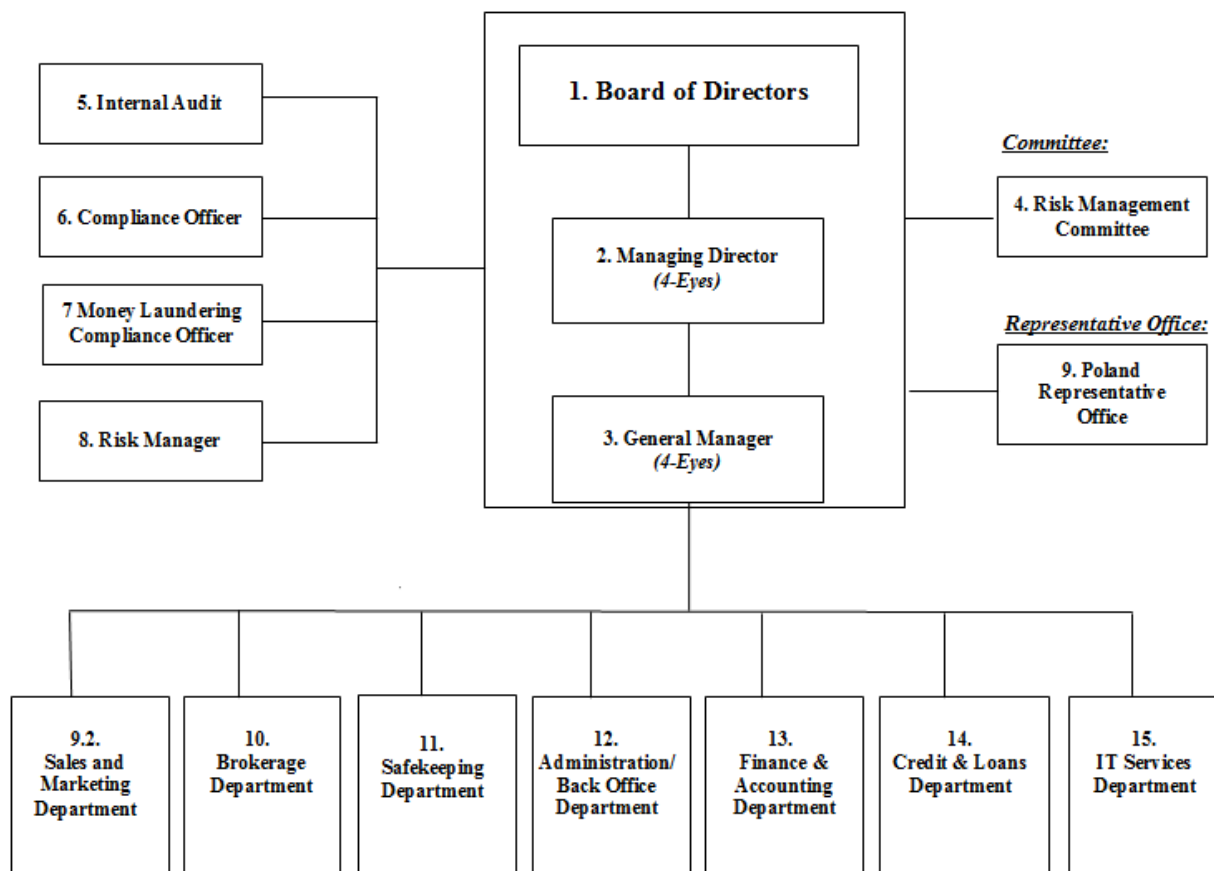 1. Board of Directors
2. Managing Director
(4-Eyes)
3. General Manager
(4-Eyes)
5. Internal Audit
6. Compliance Officer
7 Money Laundering
Compliance Officer
8. Risk Manager
Committee:
4. Risk Management
Committee
Representative Office:
9. Poland
Representative
Office
9.2.
Sales and
Marketing
Department
10.
Brokerage
Department
11.
Safekeeping
Department
12.
Administration/
Back Office
Department
13.
Finance &
Accounting
Department
14.
Credit & Loans
Department
15.
IT Services
Department